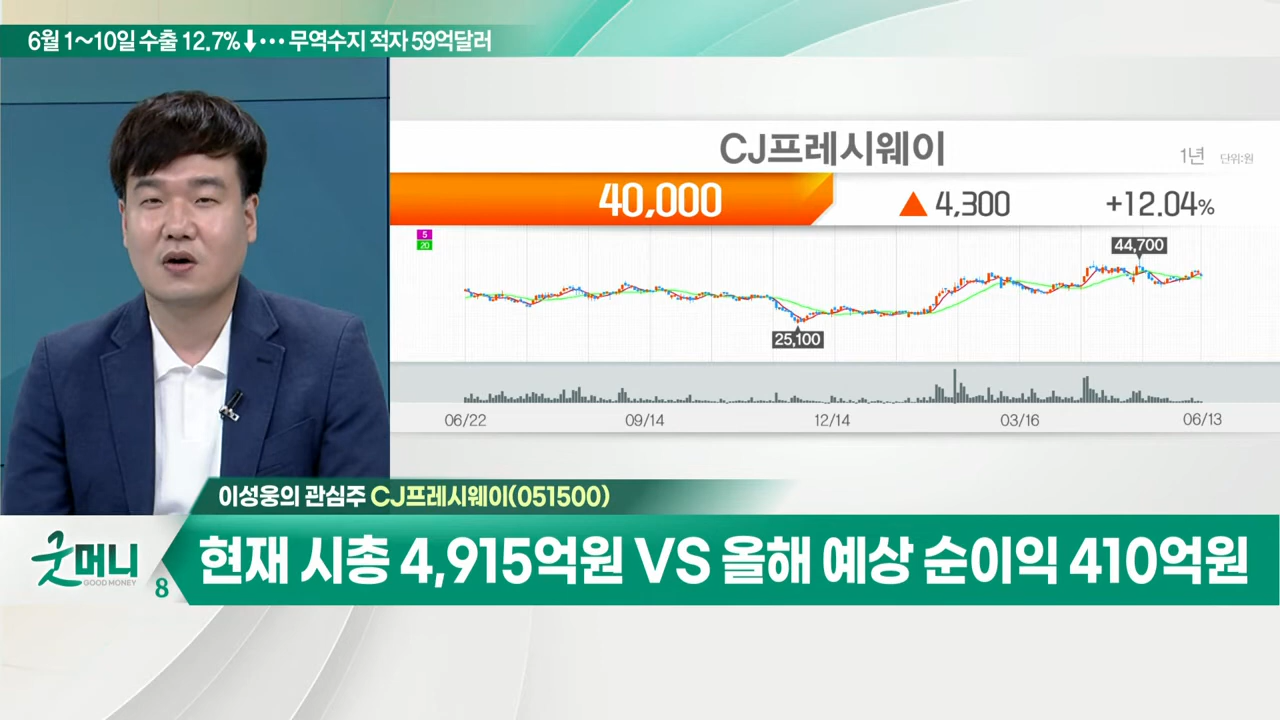 6월 1~10일 수출 12.7%⬇… 무역수지 적자 59억달러
CJ프레시웨이
1년 단위:원
40,000 ▲ 4,300 +12.04%
5
20
44,700
25,100
06/22 09/14 12/14 03/16 06/13
이성웅의 관심주 CJ프레시웨이(051500)
굿머니
GOOD MONEY
8
현재 시총 4,915억원 VS 올해 예상 순이익 410억원